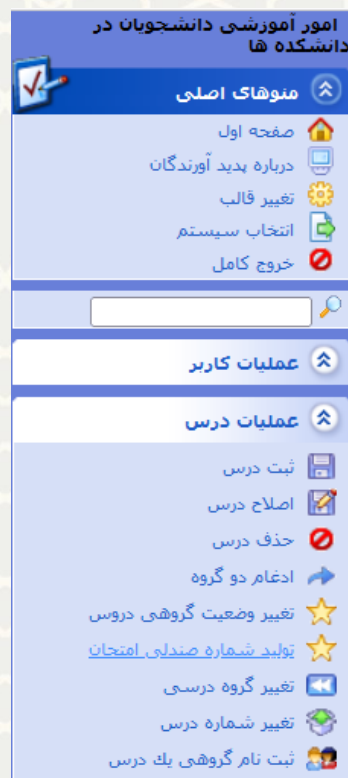 امور آموزشی دانشجویان در
دانشکده ها
منوهای اصلی
صفحه اول
درباره پدید آورندگان
تغییر قالب
انتخاب سیستم
خروج کامل
عملیات کاربر
عملیات درس
ثبت درس
اصلاح درس
حذف درس
ادغام دو گروه
تغییر وضعیت گروهی دروس
تولید شماره صندلی امتحان
تغییر گروه درسی
تغییر شماره درس
ثبت نام گروهی یك درس